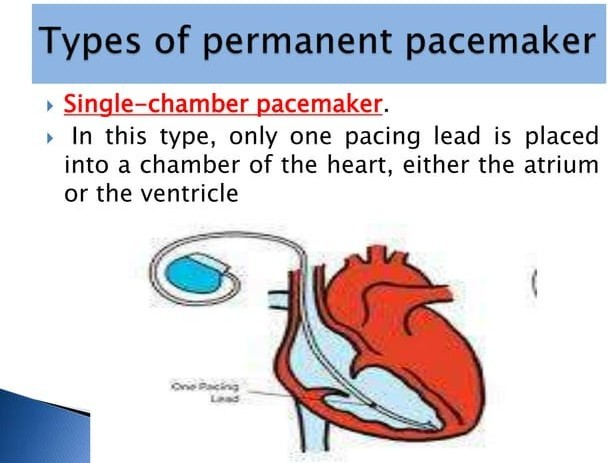 Types of permanent pacemaker
Single-chamber pacemaker.
In this type, only one pacing lead is placed
into a chamber of the heart, either the atrium
or the ventricle
One Pacing
Lead